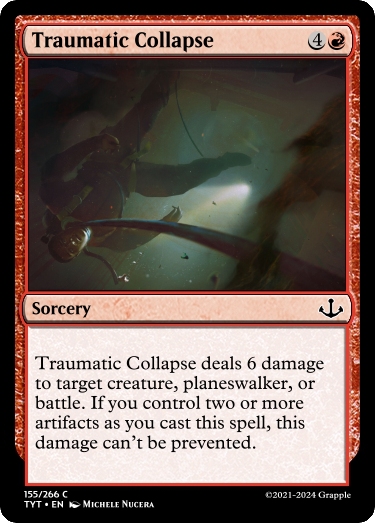 Traumatic Collapse 4
Sorcery
Traumatic Collapse deals 6 damage
to target creature, planeswalker, or
battle. If you control two or more
artifacts as you cast this spell, this
damage can't be prevented.
155/266 C ©2021-2024 Grapple
TYT • EN Michele Nucera